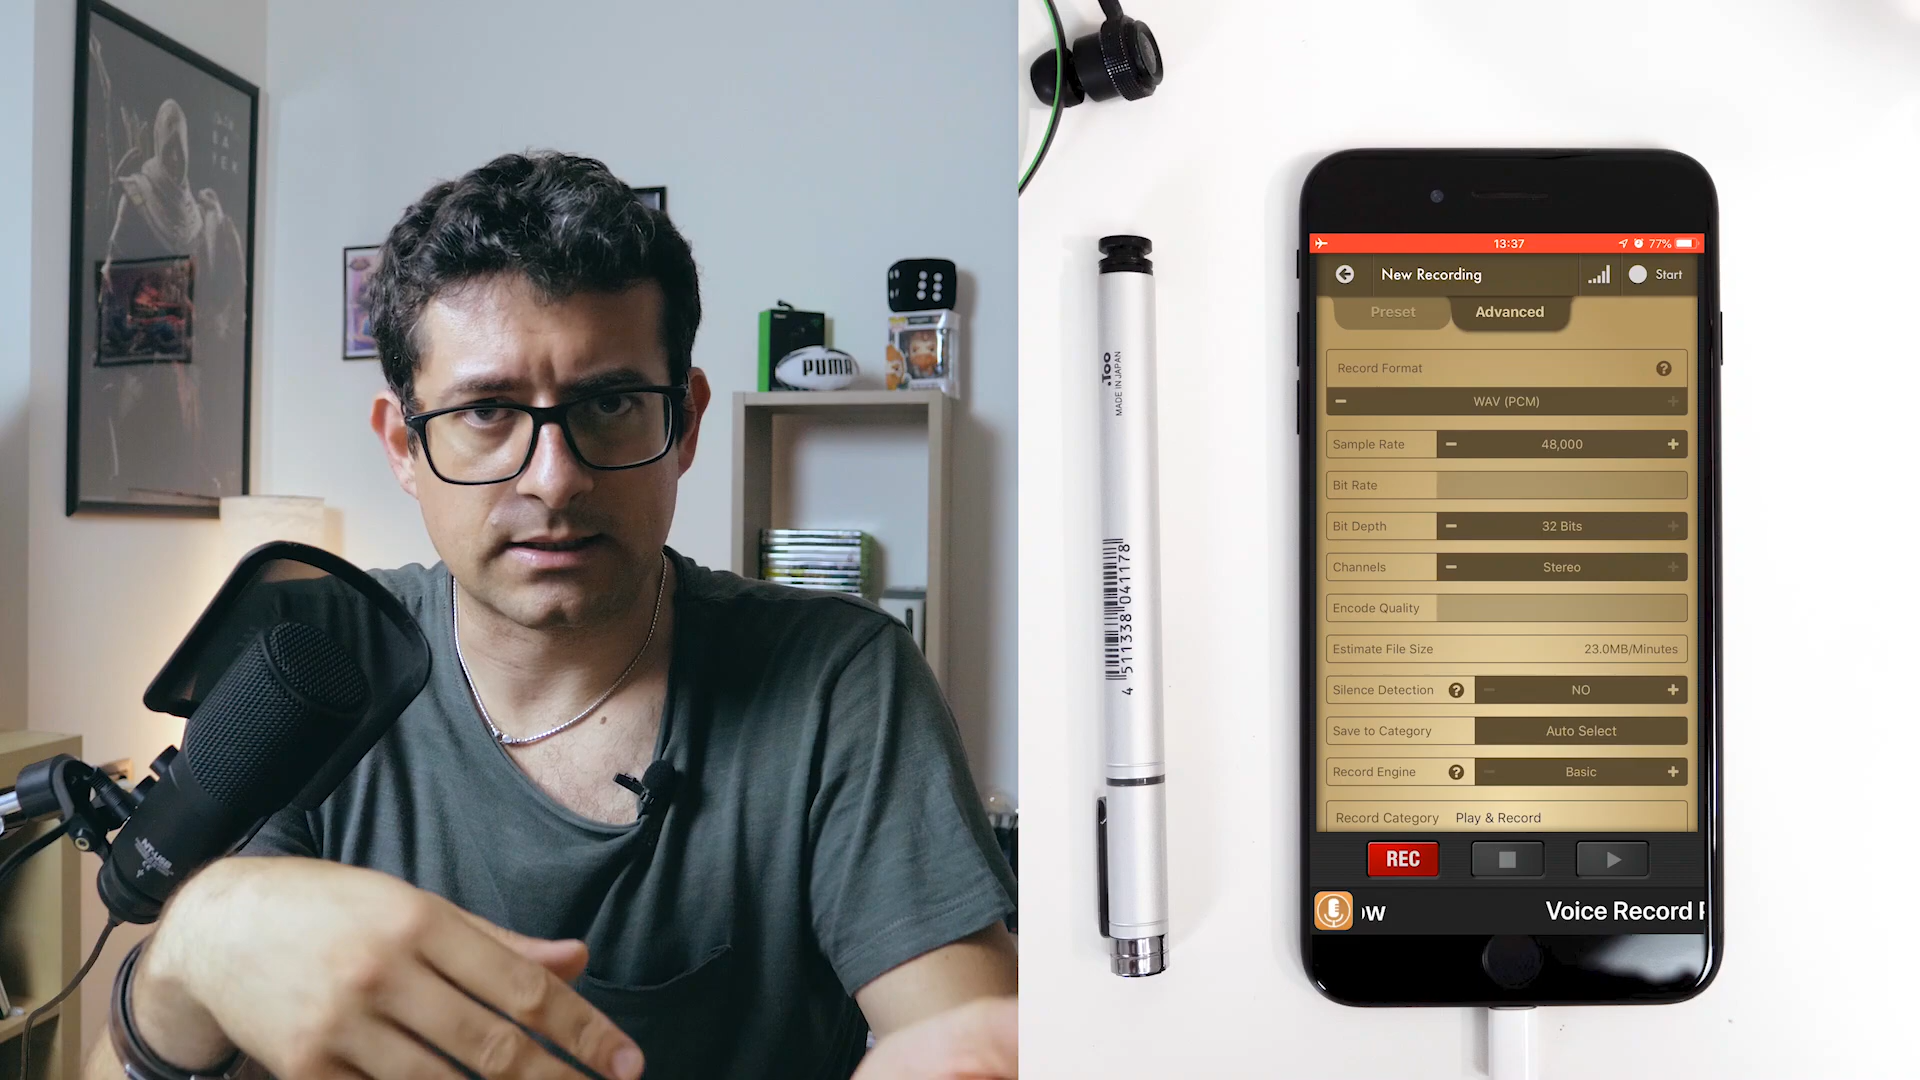 PUMA
NT-USB
.Too
MADE IN JAPAN
4 511338 041178
13:37
77%
New Recording
Start
Preset
Advanced
Record Format
WAV (PCM)
Sample Rate
48,000
Bit Rate
Bit Depth
32 Bits
Channels
Stereo
Encode Quality
Estimate File Size
23.0MB/Minutes
Silence Detection
NO
Save to Category
Auto Select
Record Engine
Basic
Record Category
Play & Record
REC
ow
Voice Record P